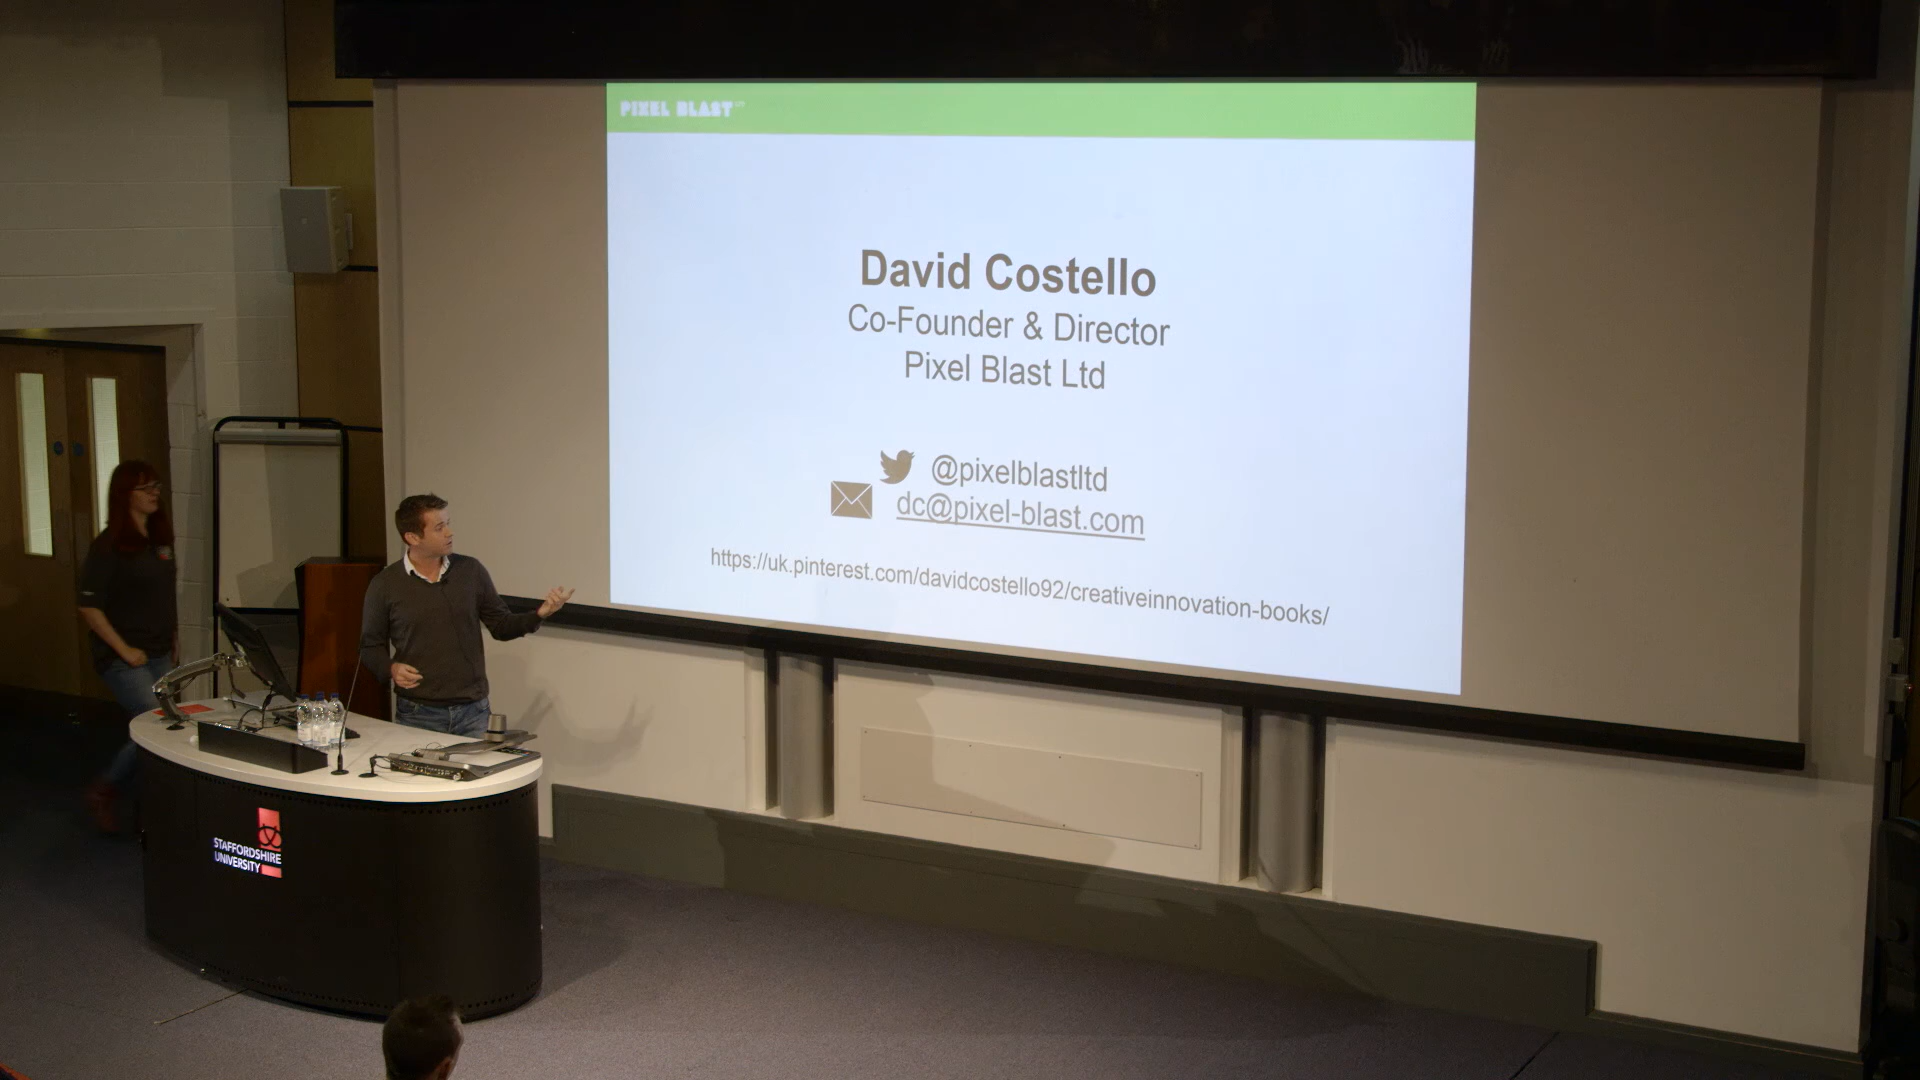 PIXEL BLAST
David Costello
Co-Founder & Director
Pixel Blast Ltd
@pixelblastltd
dc@pixel-blast.com
https://uk.pinterest.com/davidcostello92/creativeinnovation-books/
STAFFORDSHIRE
UNIVERSITY